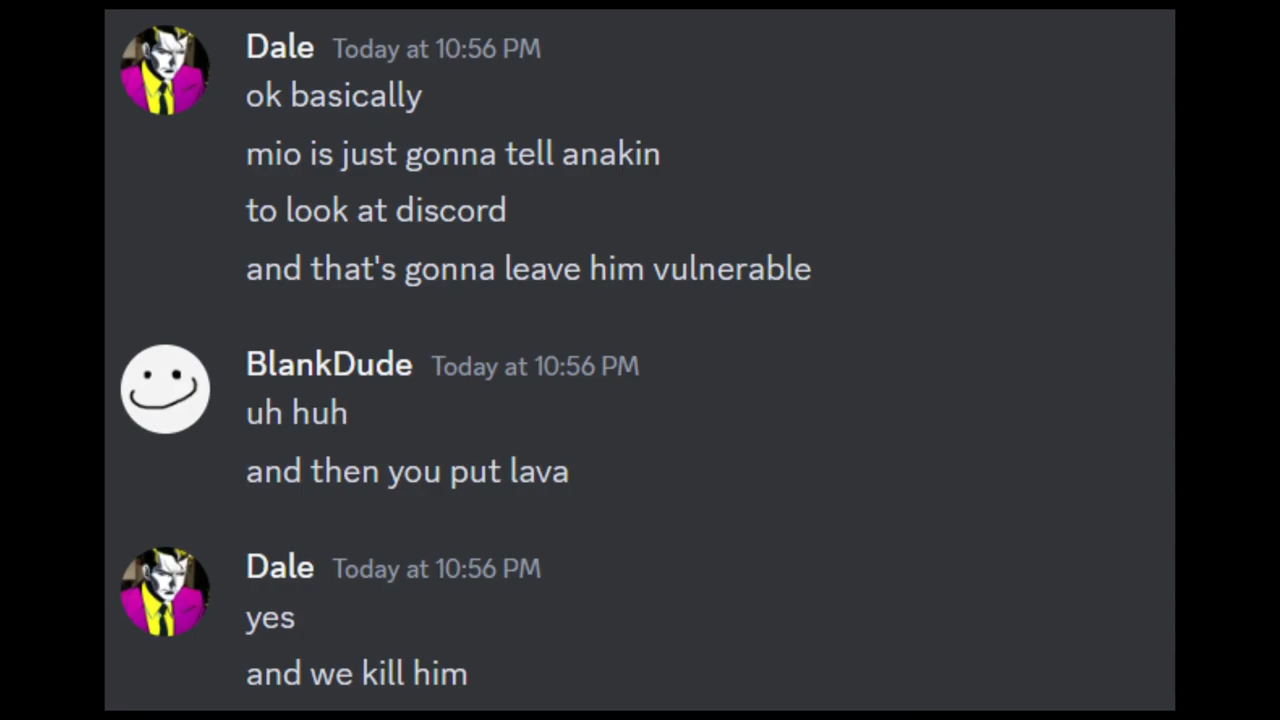 Dale Today at 10:56 PM
ok basically
mio is just gonna tell anakin
to look at discord
and that's gonna leave him vulnerable
BlankDude Today at 10:56 PM
uh huh
and then you put lava
Dale Today at 10:56 PM
yes
and we kill him